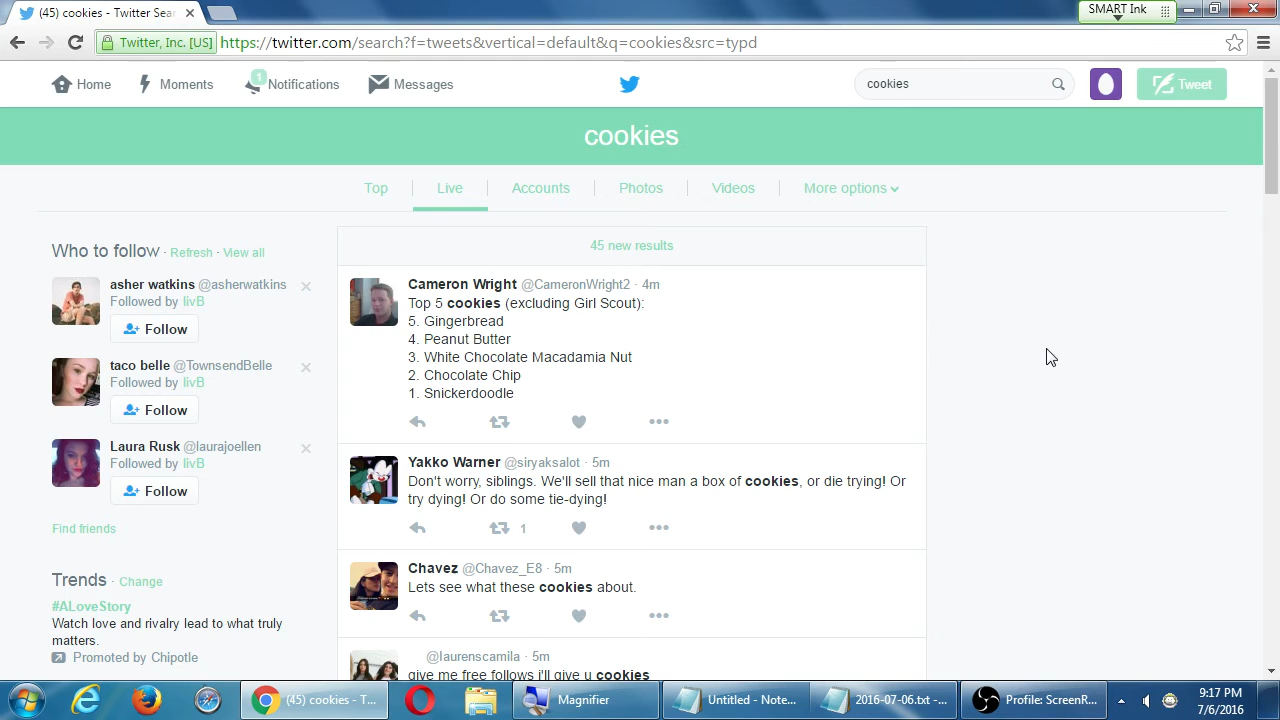 (45) cookies - Twitter Sear
SMART Ink
Twitter, Inc. [US]
https://twitter.com/search?f=tweets&vertical=default&q=cookies&src=typd
Home
Moments
1
Notifications
Messages
cookies
Tweet
cookies
Top
Live
Accounts
Photos
Videos
More options
Who to follow · Refresh · View all
asher watkins @asherwatkins
Followed by livB
Follow
taco belle @TownsendBelle
Followed by livB
Follow
Laura Rusk @laurajoellen
Followed by livB
Follow
Find friends
Trends · Change
#ALoveStory
Watch love and rivalry lead to what truly
matters.
Promoted by Chipotle
45 new results
Cameron Wright @CameronWright2 · 4m
Top 5 cookies (excluding Girl Scout):
5. Gingerbread
4. Peanut Butter
3. White Chocolate Macadamia Nut
2. Chocolate Chip
1. Snickerdoodle
Yakko Warner @siryaksalot · 5m
Don't worry, siblings. We'll sell that nice man a box of cookies, or die trying! Or
try dying! Or do some tie-dying!
1
Chavez @Chavez_E8 · 5m
Lets see what these cookies about.
@laurenscamila · 5m
give me free follows i'll give u cookies
(45) cookies - T...
Magnifier
Untitled - Note...
2016-07-06.txt -...
Profile: ScreenR...
9:17 PM
7/6/2016